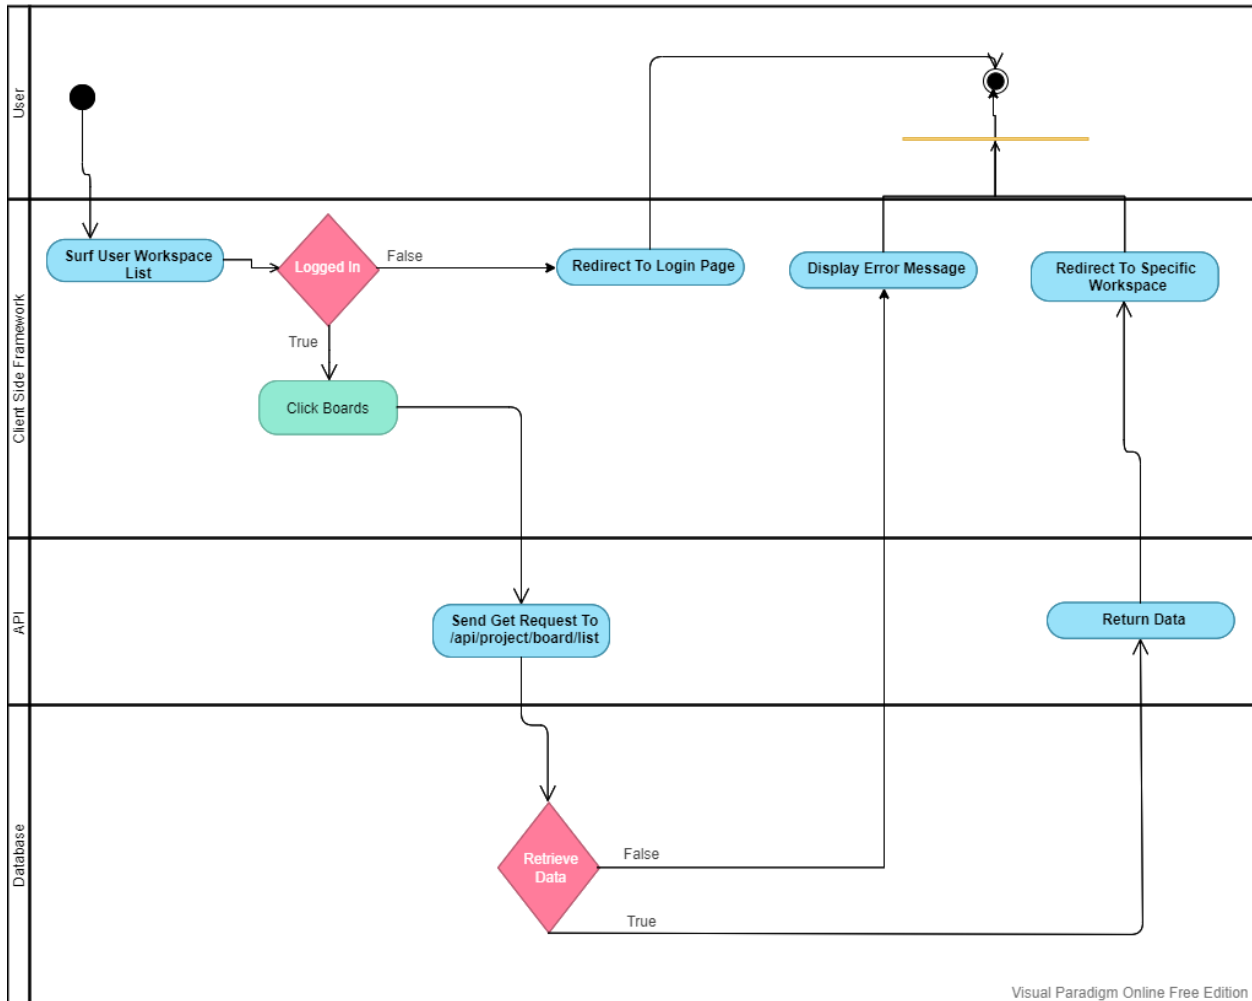 User
Surf User Workspace
List
Logged In
False
Redirect To Login Page
Display Error Message
Redirect To Specific
Workspace
True
Click Boards
Client Side Framework
API
Send Get Request To
/api/project/board/list
Return Data
Database
Retrieve
Data
False
True
Visual Paradigm Online Free Edition